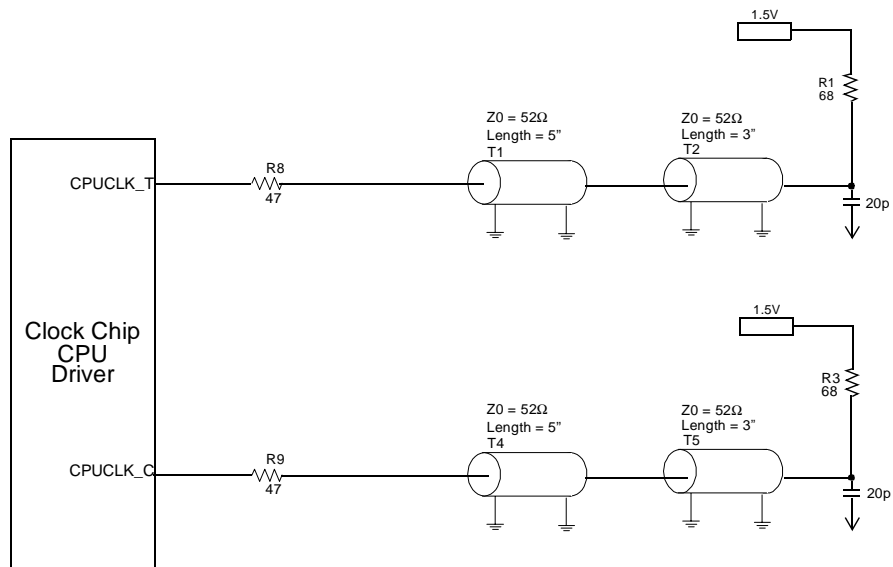 1.5V
R1
68
Z0 = 52Ω
Length = 5”
T1
Z0 = 52Ω
Length = 3”
T2
CPUCLK_T
R8
47
20p
Clock Chip
CPU
Driver
1.5V
R3
68
Z0 = 52Ω
Length = 5”
T4
Z0 = 52Ω
Length = 3”
T5
CPUCLK_C
R9
47
20p